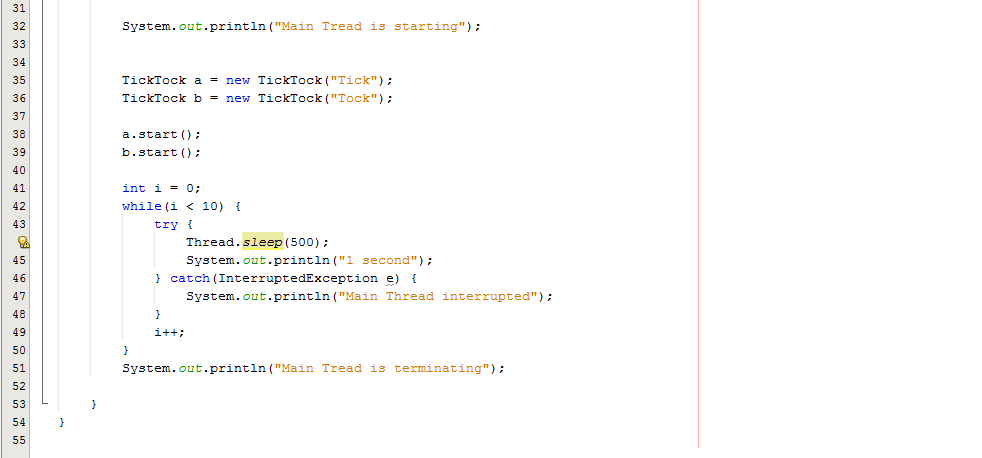 31
32 System.out.println("Main Tread is starting");
33
34
35 TickTock a = new TickTock("Tick");
36 TickTock b = new TickTock("Tock");
37
38 a.start();
39 b.start();
40
41 int i = 0;
42 while(i < 10) {
43 try {
Thread.sleep(500);
45 System.out.println("1 second");
46 } catch(InterruptedException e) {
47 System.out.println("Main Thread interrupted");
48 }
49 i++;
50 }
51 System.out.println("Main Tread is terminating");
52
53 }
54 }
55